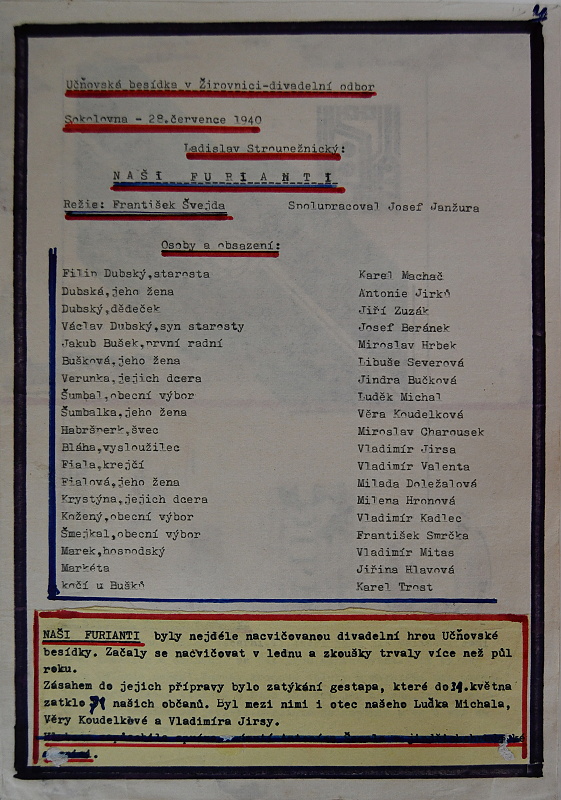 Učňovská besídka v Žirovnici-divadelní odbor
Sokolovna - 28.července 1940
Ladislav Stroupežnický:
NAŠI FURIANTI
Režie: František Švejda Spolupracoval Josef Janžura
Osoby a obsazení:
Filip Dubský,starosta Karel Machač
Dubská,jeho žena Antonie Jirků
Dubský,dědeček Jiří Zuzák
Václav Dubský,syn starosty Josef Beránek
Jakub Bušek,první radní Miroslav Hrbek
Bušková,jeho žena Libuše Severová
Verunka,jejich dcera Jindra Bučková
Šumbal,obecní výbor Luděk Michal
Šumbalka,jeho žena Věra Koudelková
Habršperk,švec Miroslav Charousek
Bláha,vysloužilec Vladimír Jirsa
Fiala,krejčí Vladimír Valenta
Fialová,jeho žena Milada Doležalová
Krystýna,jejich dcera Milena Hronová
Kožený,obecní výbor Vladimír Kadlec
Šmejkal,obecní výbor František Smrčka
Marek,hospodský Vladimír Mitas
Markéta Jiřina Hlavová
kočí u Bušků Karel Trost
NAŠI FURIANTI byly nejdéle nacvičovanou divadelní hrou Učňovské
besídky. Začaly se nacvičovat v lednu a zkoušky trvaly více než půl
roku.
Zásahem do jejich přípravy bylo zatýkání gestapa, které do květnа
zatklo našich občanů. Byl mezi nimi i otec našeho Luďka Michala,
Věry Koudelkové a Vladimíra Jirsy.